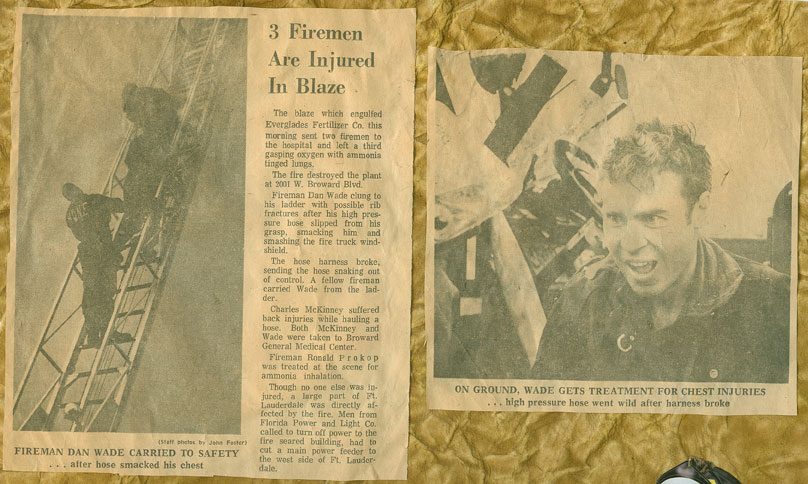 3 Firemen
Are Injured
In Blaze
The blaze which engulfed
Everglades Fertilizer Co. this
morning sent two firemen to
the hospital and left a third
gasping oxygen with ammonia
tinged lungs.
The fire destroyed the plant
at 2001 W. Broward Blvd.
Fireman Dan Wade clung to
his ladder with possible rib
fractures after his high pres-
sure hose slipped from his
grasp, smacking him and
smashing the fire truck wind-
shield.
The hose harness broke,
sending the hose snaking out
of control. A fellow fireman
carried Wade from the lad-
der.
Charles McKinney suffered
back injuries while hauling a
hose. Both McKinney and
Wade were taken to Broward
General Medical Center.
Fireman Ronald Prokop
was treated at the scene for
ammonia inhalation.
Though no one else was in-
jured, a large part of Ft.
Lauderdale was directly af-
fected by the fire. Men from
Florida Power and Light Co.
called to turn off power to the
fire seared building, had to
cut a main power feeder to
the west side of Ft. Lauder-
dale.
(Staff photos by John Foster)
FIREMAN DAN WADE CARRIED TO SAFETY
. . . after hose smacked his chest
ON GROUND, WADE GETS TREATMENT FOR CHEST INJURIES
. . . high pressure hose went wild after harness broke